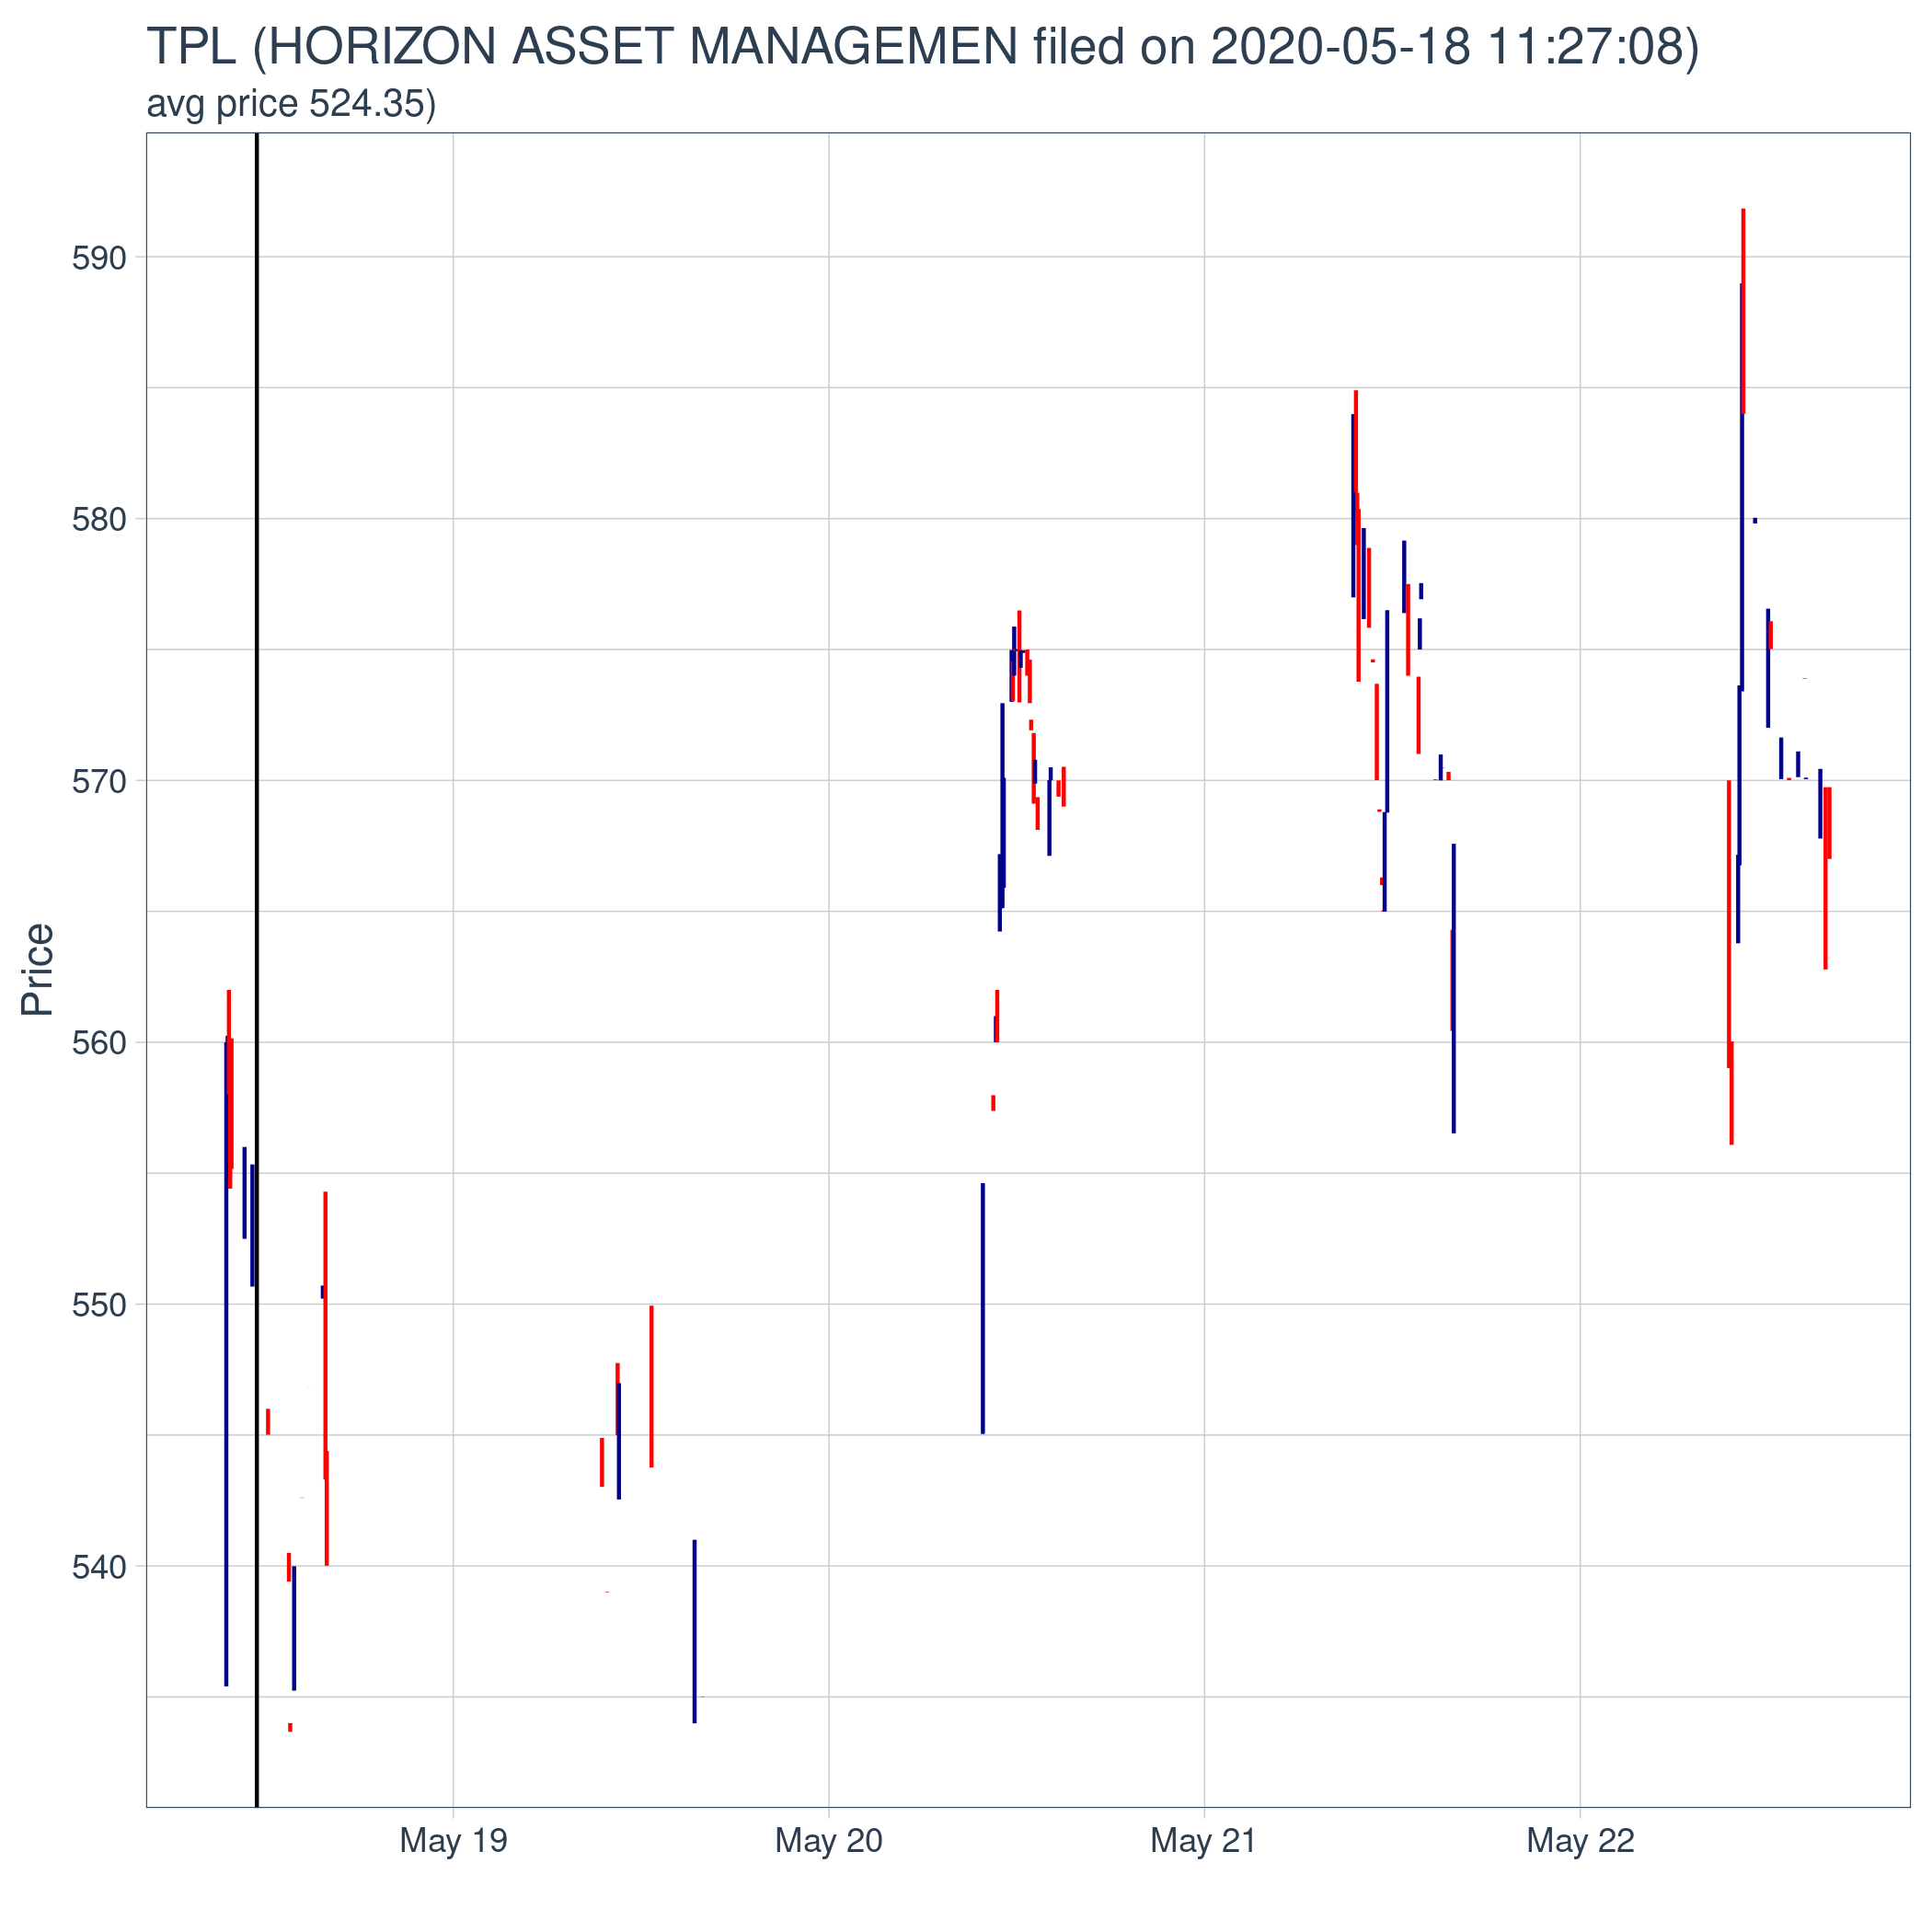 TPL (HORIZON ASSET MANAGEMEN filed on 2020-05-18 11:27:08)
avg price 524.35)
590
580
570
560
550
540
Price
May 19
May 20
May 21
May 22